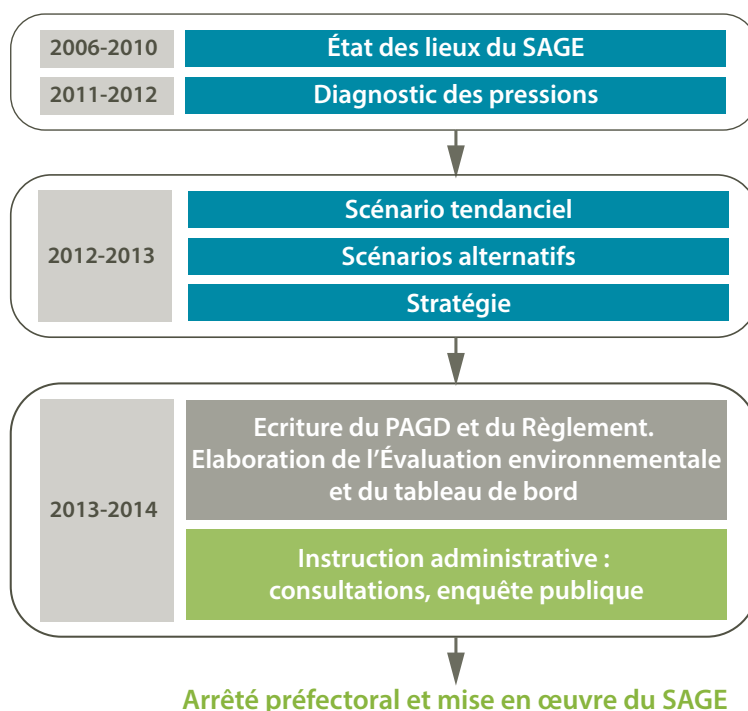 2006-2010
État des lieux du SAGE
2011-2012
Diagnostic des pressions
2012-2013
Scénario tendanciel
Scénarios alternatifs
Stratégie
2013-2014
Ecriture du PAGD et du Règlement.
Elaboration de l'Évaluation environnementale
et du tableau de bord
Instruction administrative :
consultations, enquête publique
Arrêté préfectoral et mise en œuvre du SAGE